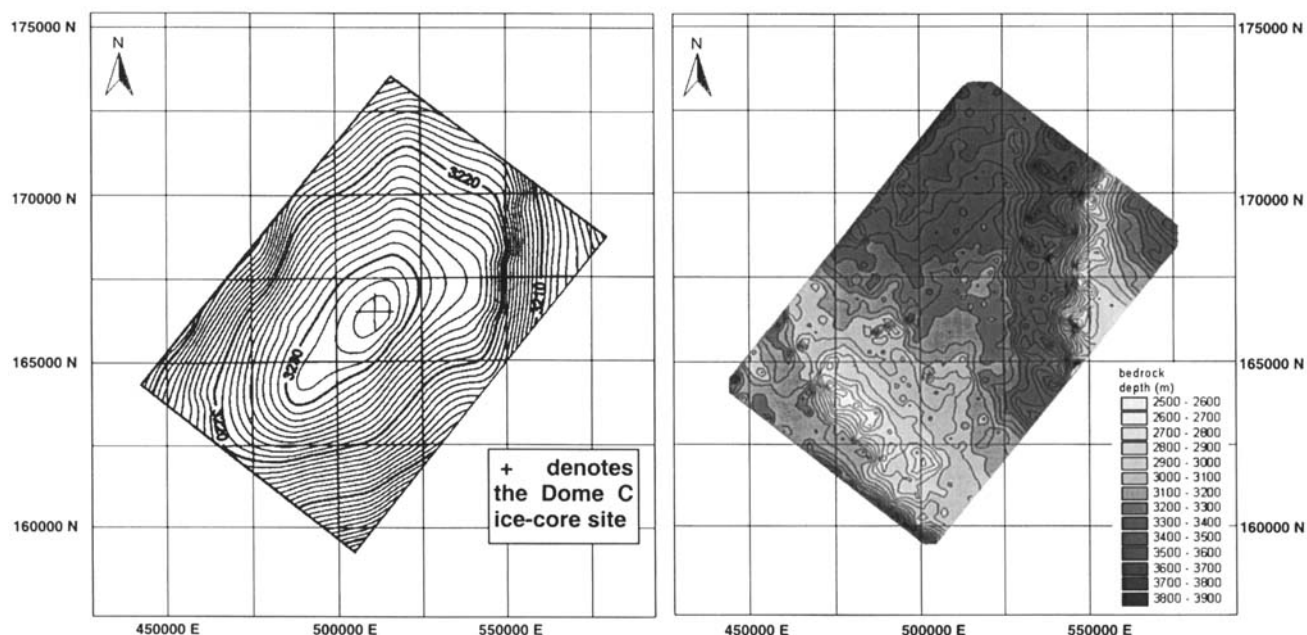 175000 N
N
170000 N
165000 N
160000 N
3220
3210
3230
3220
+ denotes
the Dome C
ice-core site
450000 E
500000 E
550000 E
N
175000 N
170000 N
165000 N
160000 N
bedrock
depth (m)
2500 - 2600
2600 - 2700
2700 - 2800
2800 - 2900
2900 - 3000
3000 - 3100
3100 - 3200
3200 - 3300
3300 - 3400
3400 - 3500
3500 - 3600
3600 - 3700
3700 - 3800
3800 - 3900
450000 E
500000 E
550000 E